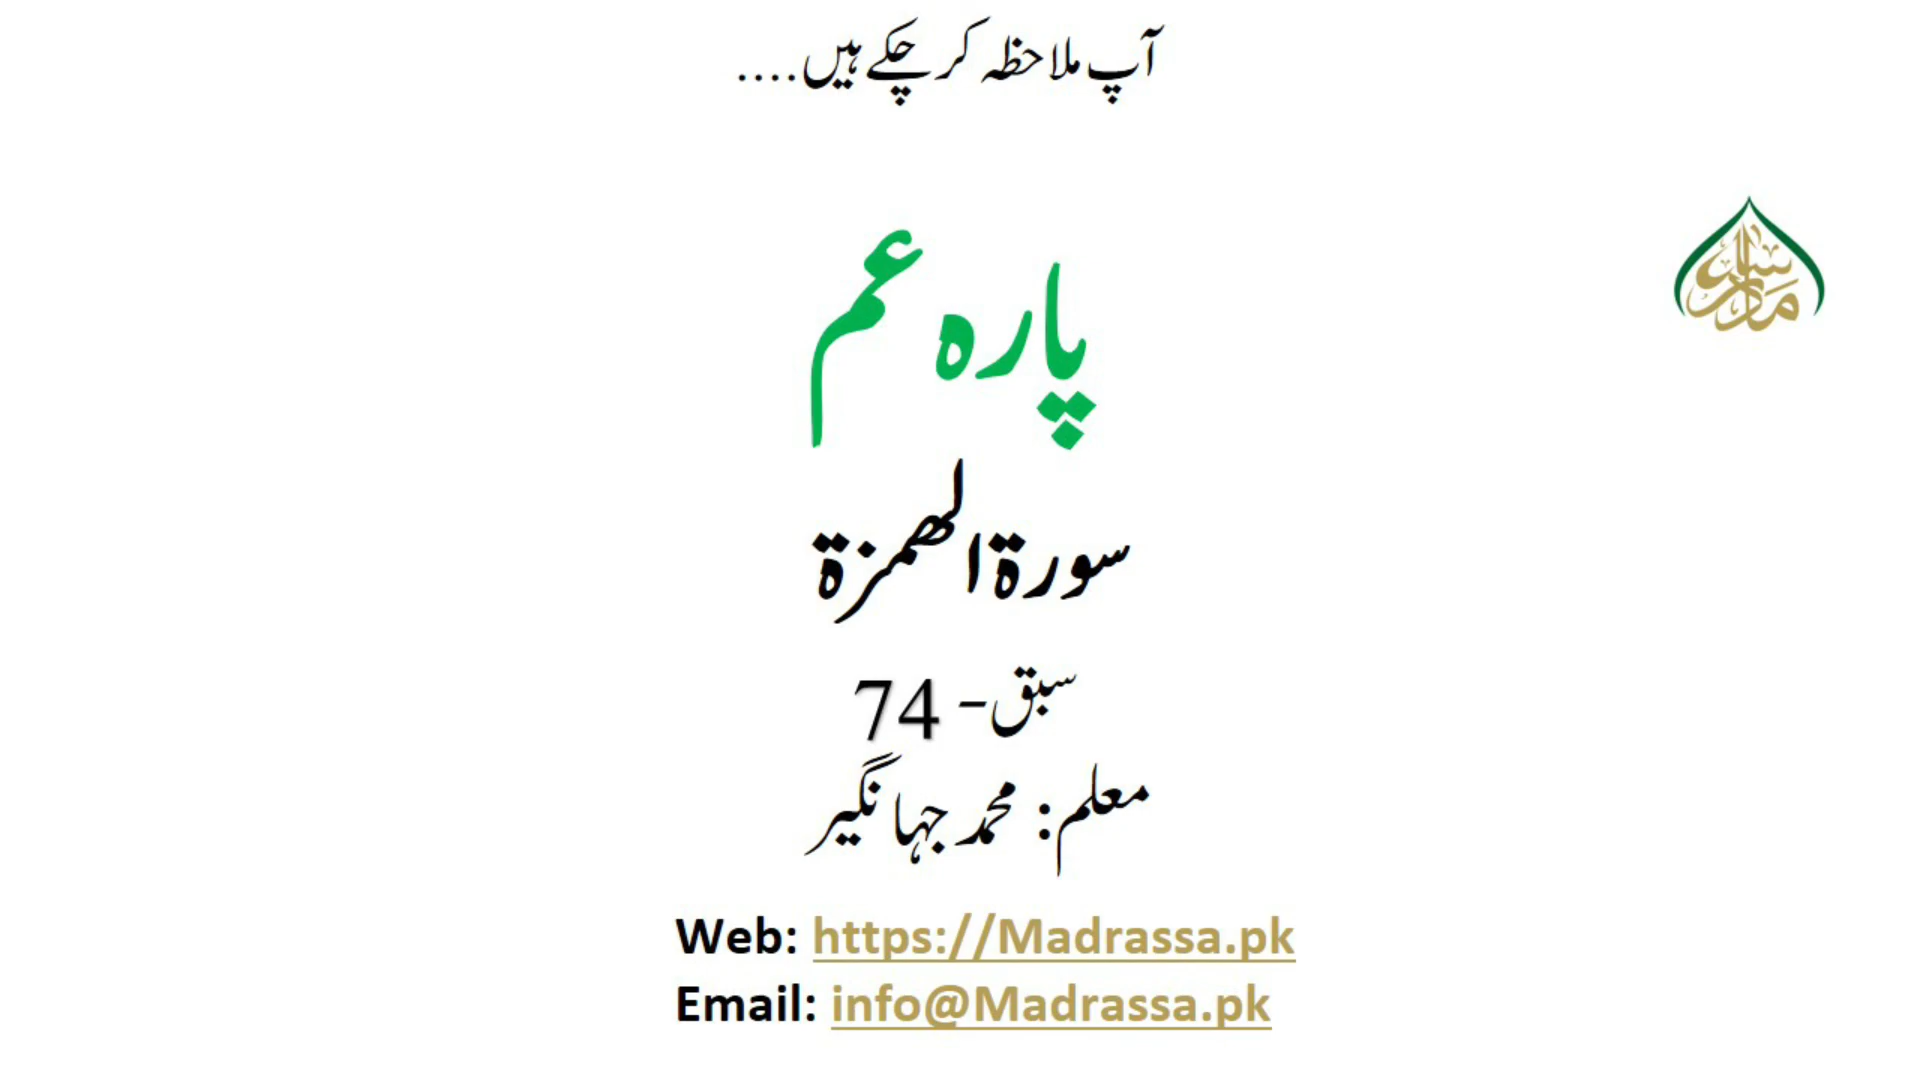 آپ ملاحظہ کر چکے ہیں....
پارہ عم
سورۃ الھمزۃ
سبق - 74
معلم: محمد جہانگیر
Web: https://Madrassa.pk
Email: info@Madrassa.pk